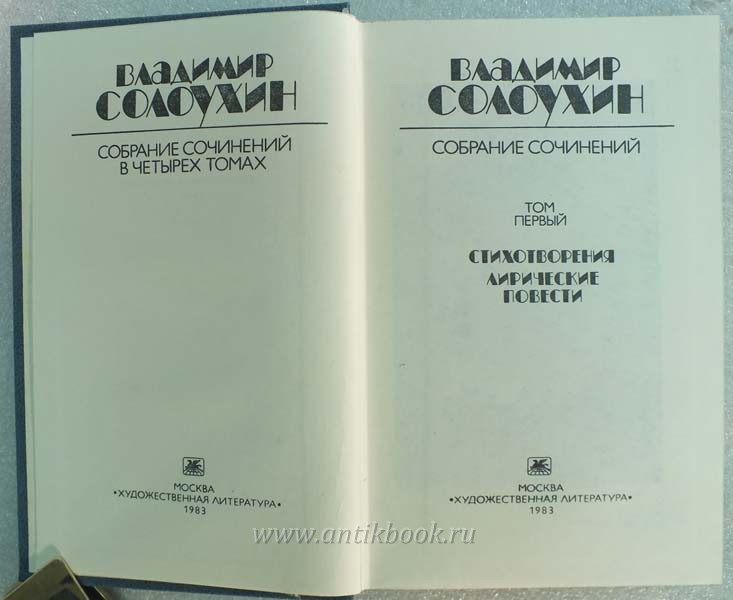 ВЛАДИМИР
СОЛОУХИН
СОБРАНИЕ СОЧИНЕНИЙ
В ЧЕТЫРЕХ ТОМАХ
МОСКВА
«ХУДОЖЕСТВЕННАЯ ЛИТЕРАТУРА»
1983
ВЛАДИМИР
СОЛОУХИН
СОБРАНИЕ СОЧИНЕНИЙ
ТОМ
ПЕРВЫЙ
СТИХОТВОРЕНИЯ
ЛИРИЧЕСКИЕ
ПОВЕСТИ
МОСКВА
«ХУДОЖЕСТВЕННАЯ ЛИТЕРАТУРА»
1983
www.antikbook.ru